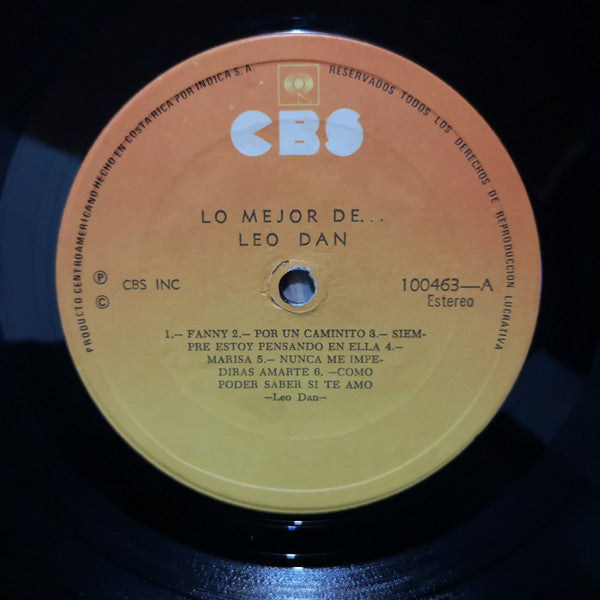 PRODUCTO CENTROAMERICANO HECHO EN COSTA RICA POR INDICA S. A.
RESERVADOS TODOS LOS DERECHOS DE REPRODUCCION LUCRATIVA
CBS
LO MEJOR DE...
LEO DAN
Ⓟ
©
CBS INC
100463—A
Estereo
1.— FANNY 2.— POR UN CAMINITO 3.— SIEM-
PRE ESTOY PENSANDO EN ELLA 4.—
MARISA 5.— NUNCA ME IMPE-
DIRAS AMARTE 6. —COMO
PODER SABER SI TE AMO
—Leo Dan—